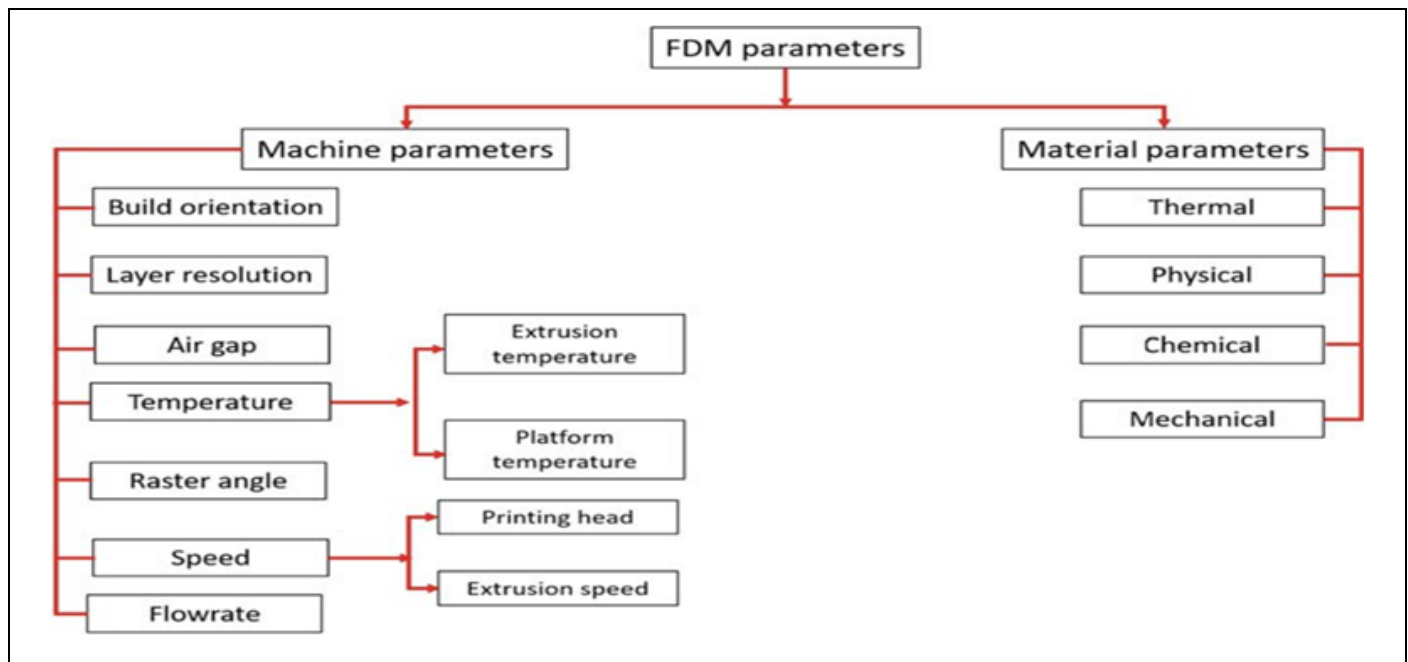 FDM parameters
Machine parameters
Material parameters
Build orientation
Thermal
Layer resolution
Physical
Air gap
Extrusion
temperature
Chemical
Temperature
Platform
temperature
Mechanical
Raster angle
Printing head
Speed
Extrusion speed
Flowrate